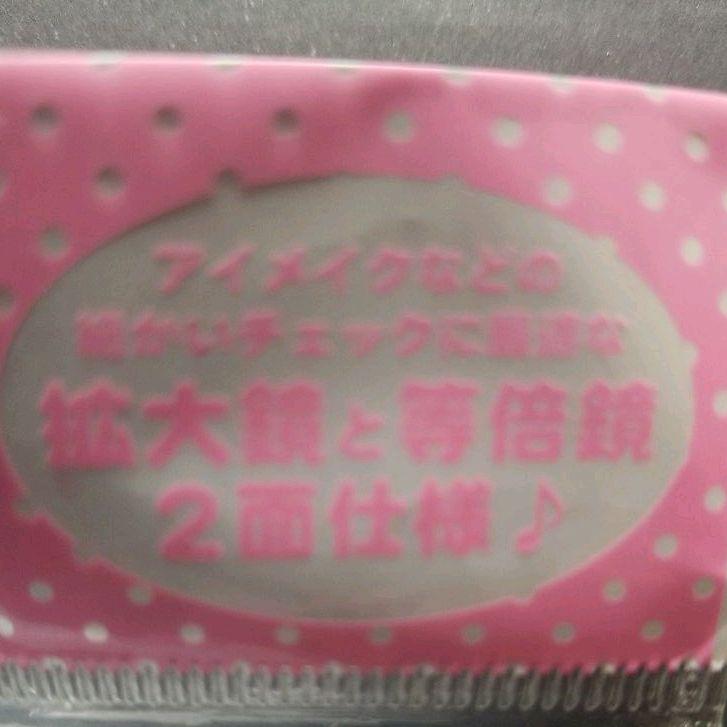 アイメイクなどの
細かいチェックに最適な
拡大鏡と等倍鏡
2面仕様♪